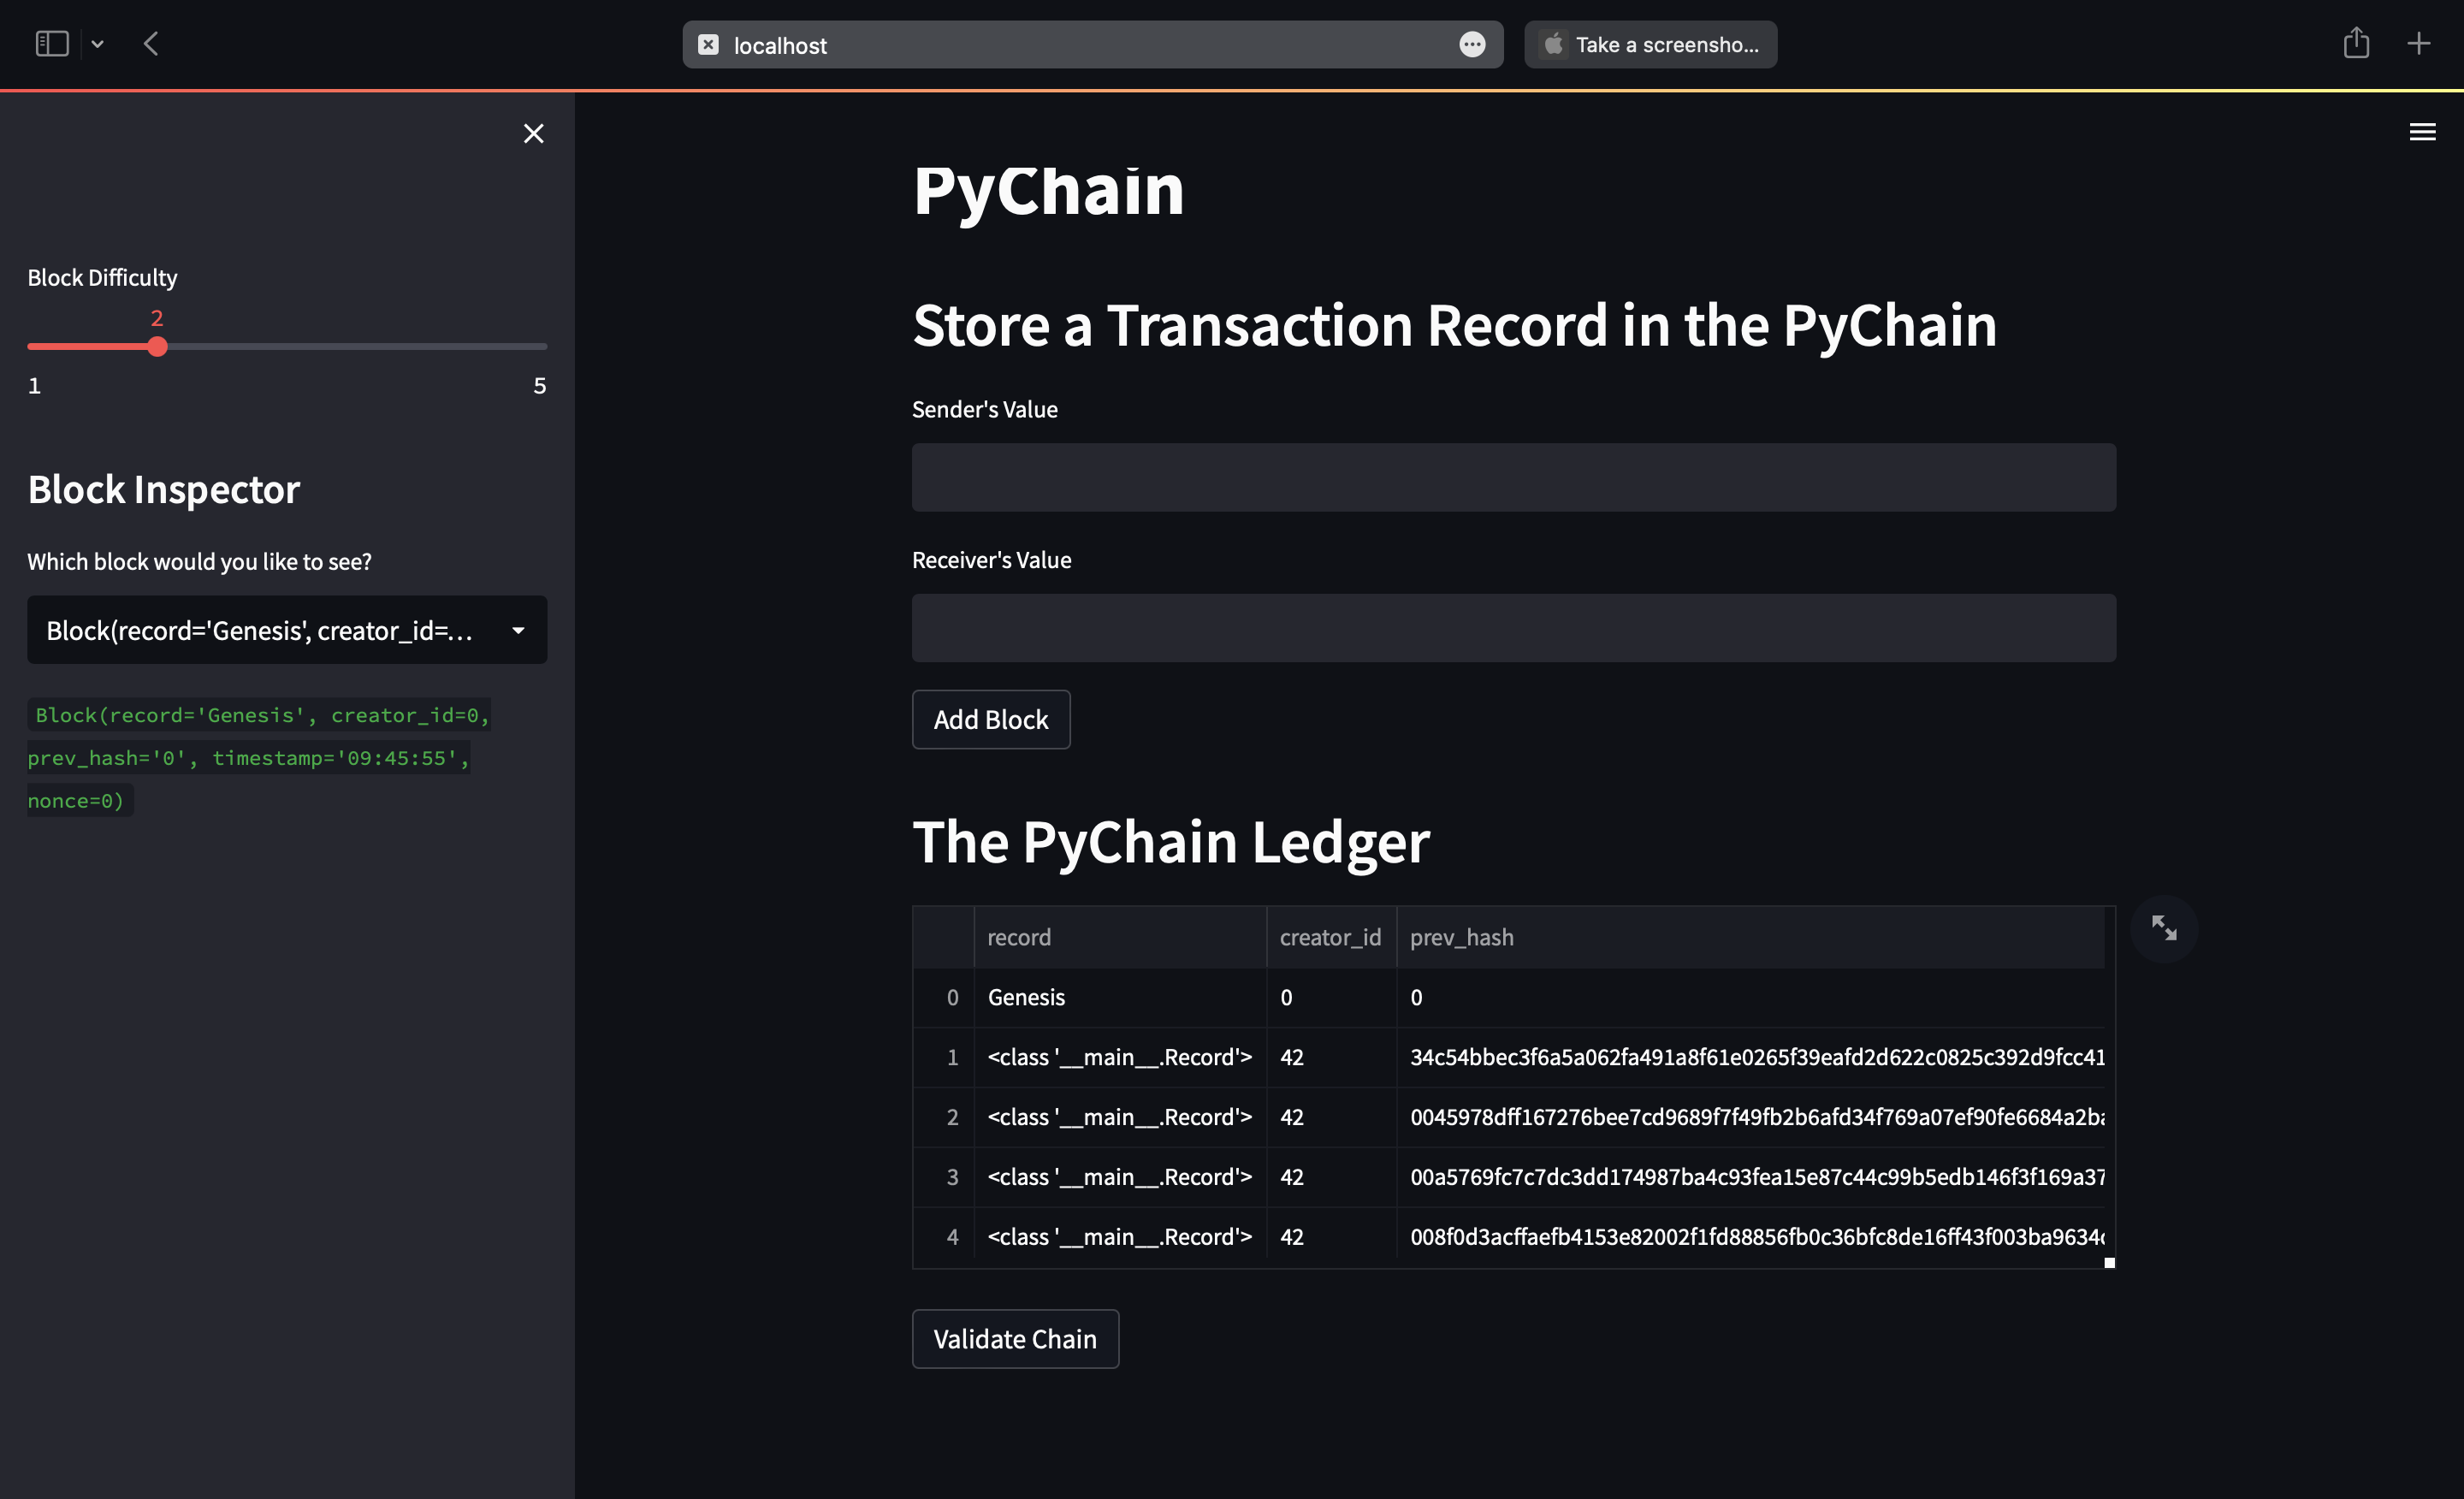 localhost
Take a screensho...
PyChain
Store a Transaction Record in the PyChain
Sender's Value
Receiver's Value
Add Block
The PyChain Ledger
record creator_id prev_hash
0 Genesis 0 0
1 <class '__main__.Record'> 42 34c54bbec3f6a5a062fa491a8f61e0265f39eafd2d622c0825c392d9fcc41
2 <class '__main__.Record'> 42 0045978dff167276bee7cd9689f7f49fb2b6afd34f769a07ef90fe6684a2ba
3 <class '__main__.Record'> 42 00a5769fc7c7dc3dd174987ba4c93fea15e87c44c99b5edb146f3f169a37
4 <class '__main__.Record'> 42 008f0d3acffaefb4153e82002f1fd88856fb0c36bfc8de16ff43f003ba9634c
Validate Chain
Block Difficulty
2
1 5
Block Inspector
Which block would you like to see?
Block(record='Genesis', creator_id=...
Block(record='Genesis', creator_id=0,
prev_hash='0', timestamp='09:45:55',
nonce=0)